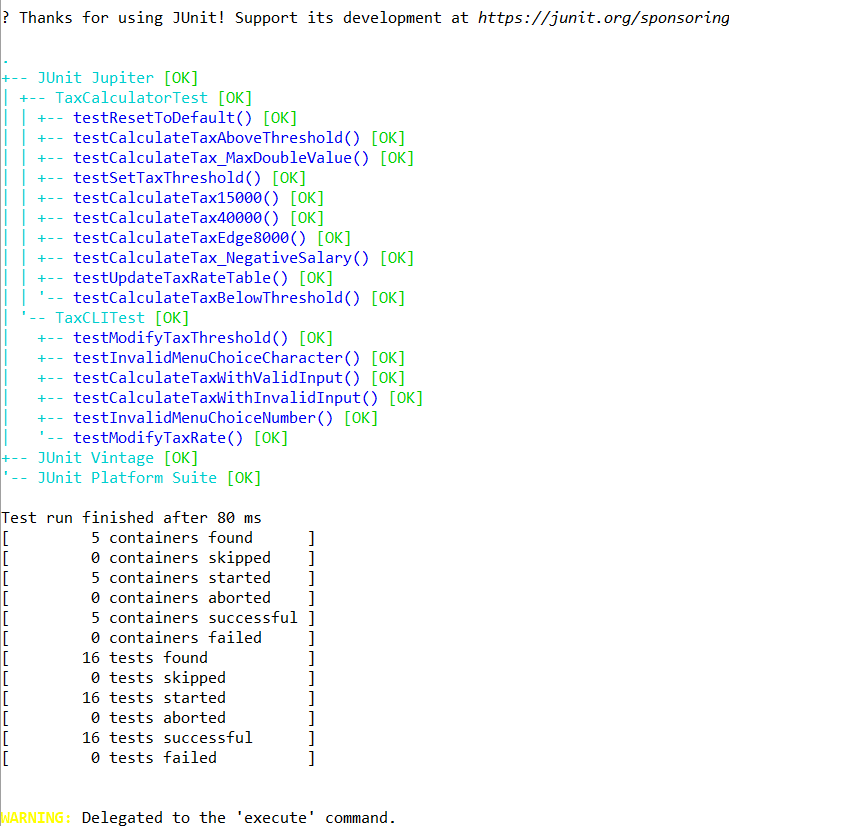 ? Thanks for using JUnit! Support its development at https://junit.org/sponsoring

.
+-- JUnit Jupiter [OK]
| +-- TaxCalculatorTest [OK]
| | +-- testResetToDefault() [OK]
| | +-- testCalculateTaxAboveThreshold() [OK]
| | +-- testCalculateTax_MaxDoubleValue() [OK]
| | +-- testSetTaxThreshold() [OK]
| | +-- testCalculateTax15000() [OK]
| | +-- testCalculateTax40000() [OK]
| | +-- testCalculateTaxEdge8000() [OK]
| | +-- testCalculateTax_NegativeSalary() [OK]
| | +-- testUpdateTaxRateTable() [OK]
| | '-- testCalculateTaxBelowThreshold() [OK]
| '-- TaxCLITest [OK]
|   +-- testModifyTaxThreshold() [OK]
|   +-- testInvalidMenuChoiceCharacter() [OK]
|   +-- testCalculateTaxWithValidInput() [OK]
|   +-- testCalculateTaxWithInvalidInput() [OK]
|   +-- testInvalidMenuChoiceNumber() [OK]
|   '-- testModifyTaxRate() [OK]
+-- JUnit Vintage [OK]
'-- JUnit Platform Suite [OK]

Test run finished after 80 ms
[         5 containers found      ]
[         0 containers skipped    ]
[         5 containers started    ]
[         0 containers aborted    ]
[         5 containers successful ]
[         0 containers failed     ]
[        16 tests found           ]
[         0 tests skipped         ]
[        16 tests started         ]
[         0 tests aborted         ]
[        16 tests successful      ]
[         0 tests failed          ]

WARNING: Delegated to the 'execute' command.